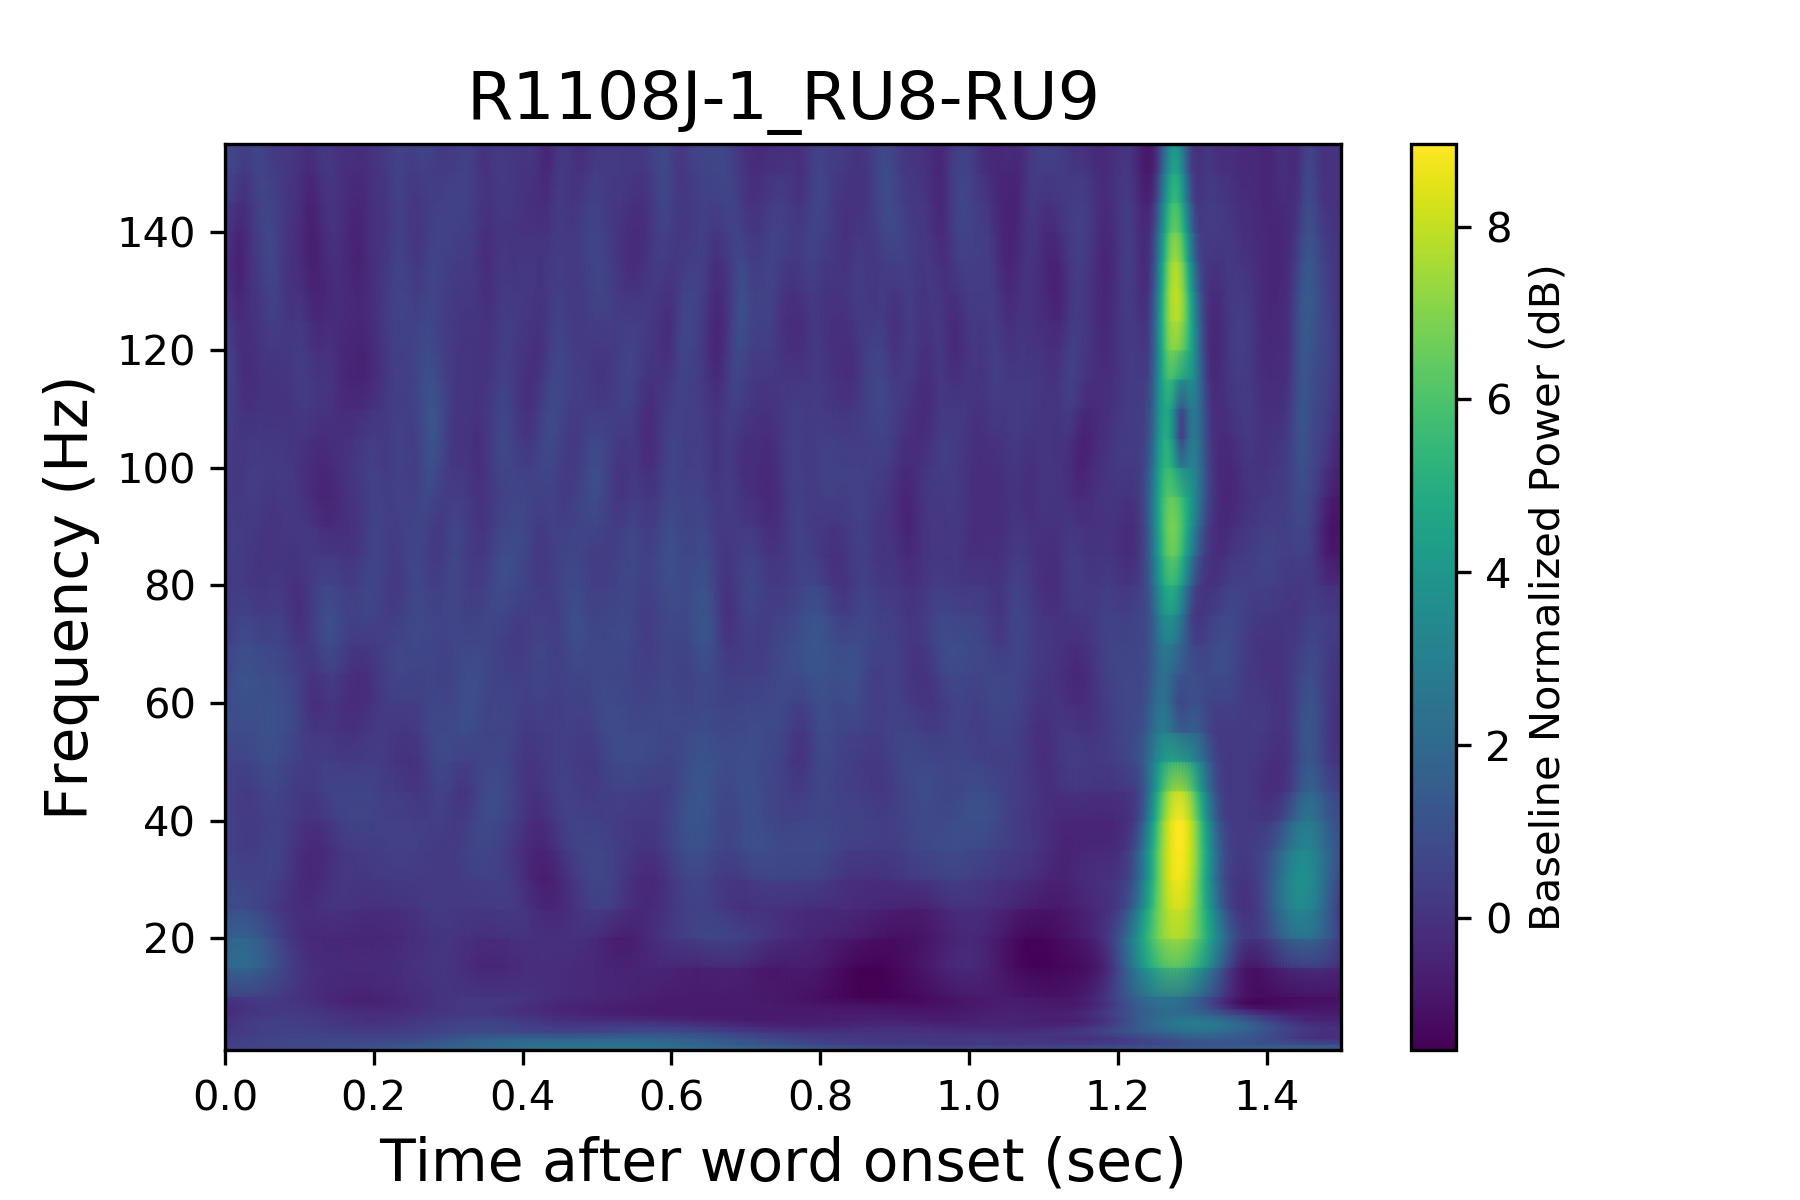 R1108J-1_RU8-RU9
Frequency (Hz)
140
120
100
80
60
40
20
0.0 0.2 0.4 0.6 0.8 1.0 1.2 1.4
Time after word onset (sec)
8
6
4
2
0
Baseline Normalized Power (dB)